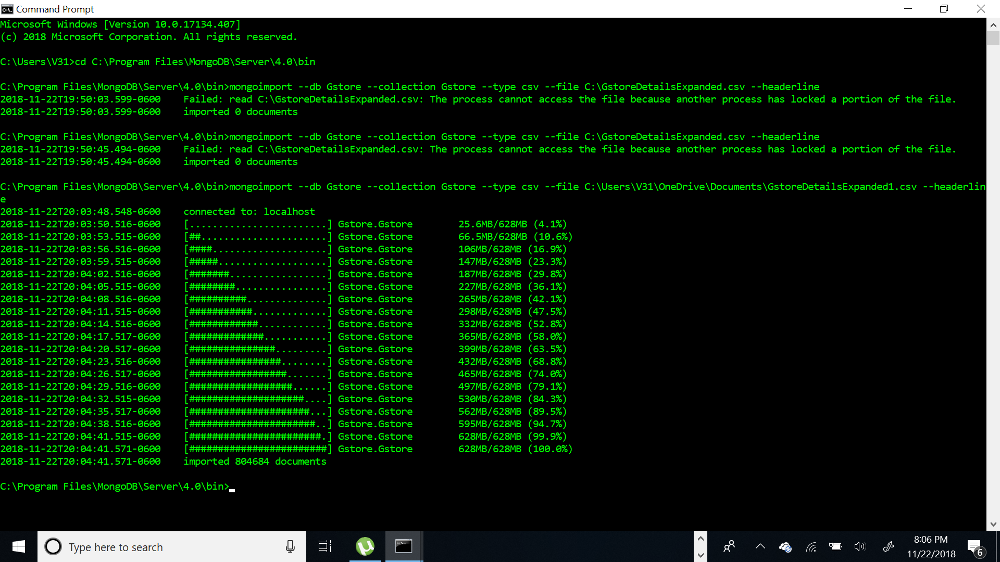 Command Prompt
Microsoft Windows [Version 10.0.17134.407]
(c) 2018 Microsoft Corporation. All rights reserved.
C:\Users\V31>cd C:\Program Files\MongoDB\Server\4.0\bin
C:\Program Files\MongoDB\Server\4.0\bin>mongoimport --db Gstore --collection Gstore --type csv --file C:\GstoreDetailsExpanded.csv --headerline
2018-11-22T19:50:03.599-0600    Failed: read C:\GstoreDetailsExpanded.csv: The process cannot access the file because another process has locked a portion of the file.
2018-11-22T19:50:03.599-0600    imported 0 documents
C:\Program Files\MongoDB\Server\4.0\bin>mongoimport --db Gstore --collection Gstore --type csv --file C:\GstoreDetailsExpanded.csv --headerline
2018-11-22T19:50:45.494-0600    Failed: read C:\GstoreDetailsExpanded.csv: The process cannot access the file because another process has locked a portion of the file.
2018-11-22T19:50:45.494-0600    imported 0 documents
C:\Program Files\MongoDB\Server\4.0\bin>mongoimport --db Gstore --collection Gstore --type csv --file C:\Users\V31\OneDrive\Documents\GstoreDetailsExpanded1.csv --headerlin
e
2018-11-22T20:03:48.548-0600    connected to: localhost
2018-11-22T20:03:50.516-0600    [........................] Gstore.Gstore        25.6MB/628MB (4.1%)
2018-11-22T20:03:53.515-0600    [##......................] Gstore.Gstore        66.5MB/628MB (10.6%)
2018-11-22T20:03:56.516-0600    [####....................] Gstore.Gstore        106MB/628MB (16.9%)
2018-11-22T20:03:59.515-0600    [#####...................] Gstore.Gstore        147MB/628MB (23.3%)
2018-11-22T20:04:02.516-0600    [#######.................] Gstore.Gstore        187MB/628MB (29.8%)
2018-11-22T20:04:05.515-0600    [########................] Gstore.Gstore        227MB/628MB (36.1%)
2018-11-22T20:04:08.516-0600    [##########..............] Gstore.Gstore        265MB/628MB (42.1%)
2018-11-22T20:04:11.515-0600    [###########.............] Gstore.Gstore        298MB/628MB (47.5%)
2018-11-22T20:04:14.516-0600    [############............] Gstore.Gstore        332MB/628MB (52.8%)
2018-11-22T20:04:17.517-0600    [#############...........] Gstore.Gstore        365MB/628MB (58.0%)
2018-11-22T20:04:20.517-0600    [###############.........] Gstore.Gstore        399MB/628MB (63.5%)
2018-11-22T20:04:23.516-0600    [################........] Gstore.Gstore        432MB/628MB (68.8%)
2018-11-22T20:04:26.517-0600    [#################.......] Gstore.Gstore        465MB/628MB (74.0%)
2018-11-22T20:04:29.516-0600    [##################......] Gstore.Gstore        497MB/628MB (79.1%)
2018-11-22T20:04:32.515-0600    [####################....] Gstore.Gstore        530MB/628MB (84.3%)
2018-11-22T20:04:35.517-0600    [#####################...] Gstore.Gstore        562MB/628MB (89.5%)
2018-11-22T20:04:38.516-0600    [######################..] Gstore.Gstore        595MB/628MB (94.7%)
2018-11-22T20:04:41.515-0600    [#######################.] Gstore.Gstore        628MB/628MB (99.9%)
2018-11-22T20:04:41.571-0600    [########################] Gstore.Gstore        628MB/628MB (100.0%)
2018-11-22T20:04:41.571-0600    imported 804684 documents
C:\Program Files\MongoDB\Server\4.0\bin>
Type here to search
8:06 PM
11/22/2018
6